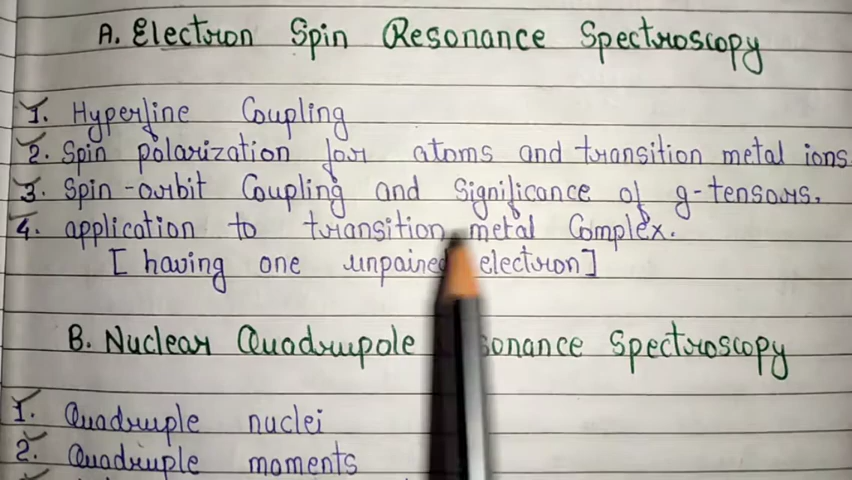 A. Electron Spin Resonance Spectroscopy
1. Hyperfine Coupling
2. Spin polarization for atoms and transition metal ions.
3. Spin-orbit Coupling and Significance of g-tensors.
4. application to transition metal Complex.
[having one unpaired electron]
B. Nuclear Quadrupole sonance Spectroscopy
1. Quadruple nuclei
2. Quadruple moments